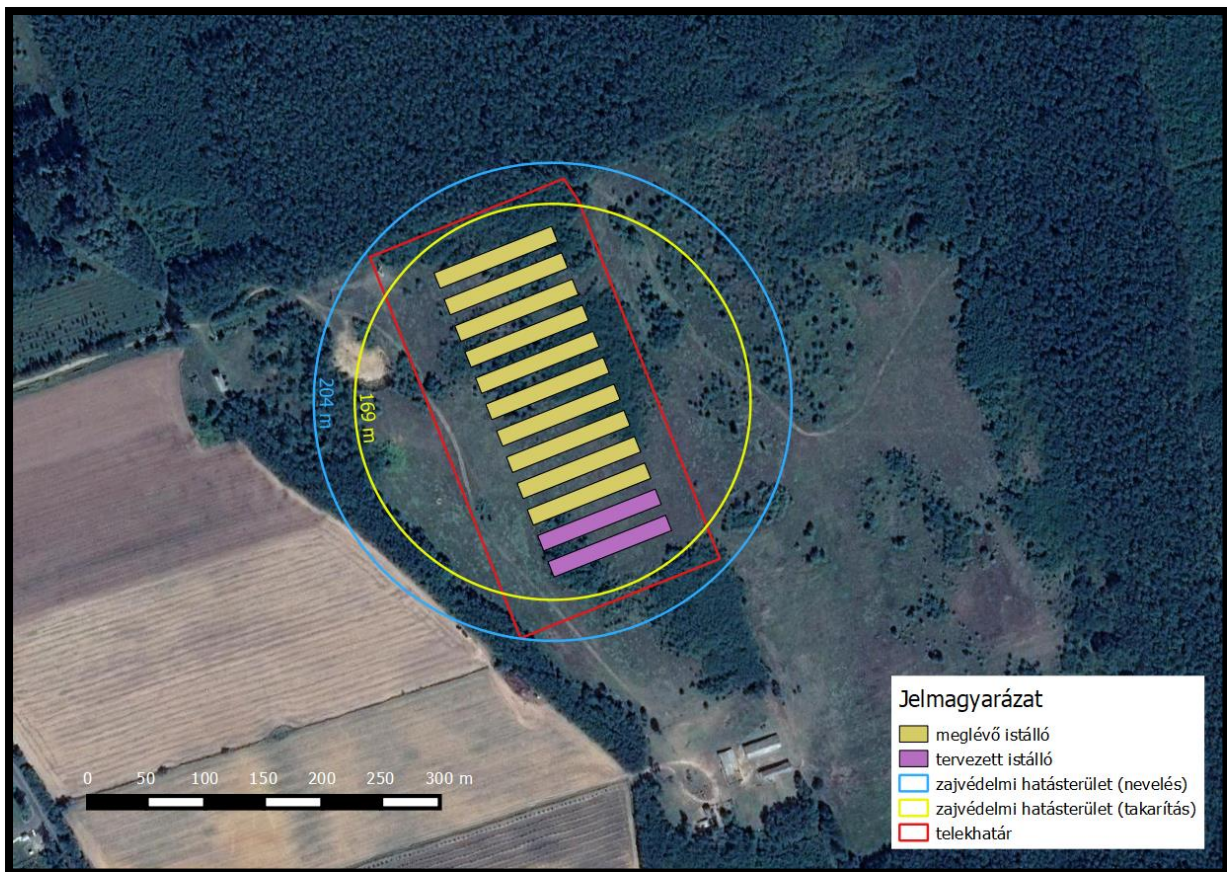 204 m
169 m
0 50 100 150 200 250 300 m
Jelmagyarázat
meglévő istálló
tervezett istálló
zajvédelmi hatásterület (nevelés)
zajvédelmi hatásterület (takarítás)
telekhatár